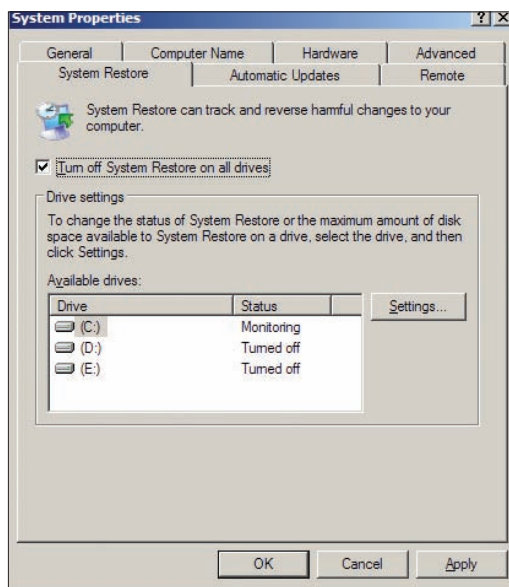 System Properties
? X
General Computer Name Hardware Advanced
System Restore Automatic Updates Remote
System Restore can track and reverse harmful changes to your
computer.
Turn off System Restore on all drives
Drive settings
To change the status of System Restore or the maximum amount of disk
space available to System Restore on a drive, select the drive, and then
click Settings.
Available drives:
Drive Status
Settings...
(C:) Monitoring
(D:) Turned off
(E:) Turned off
OK Cancel Apply